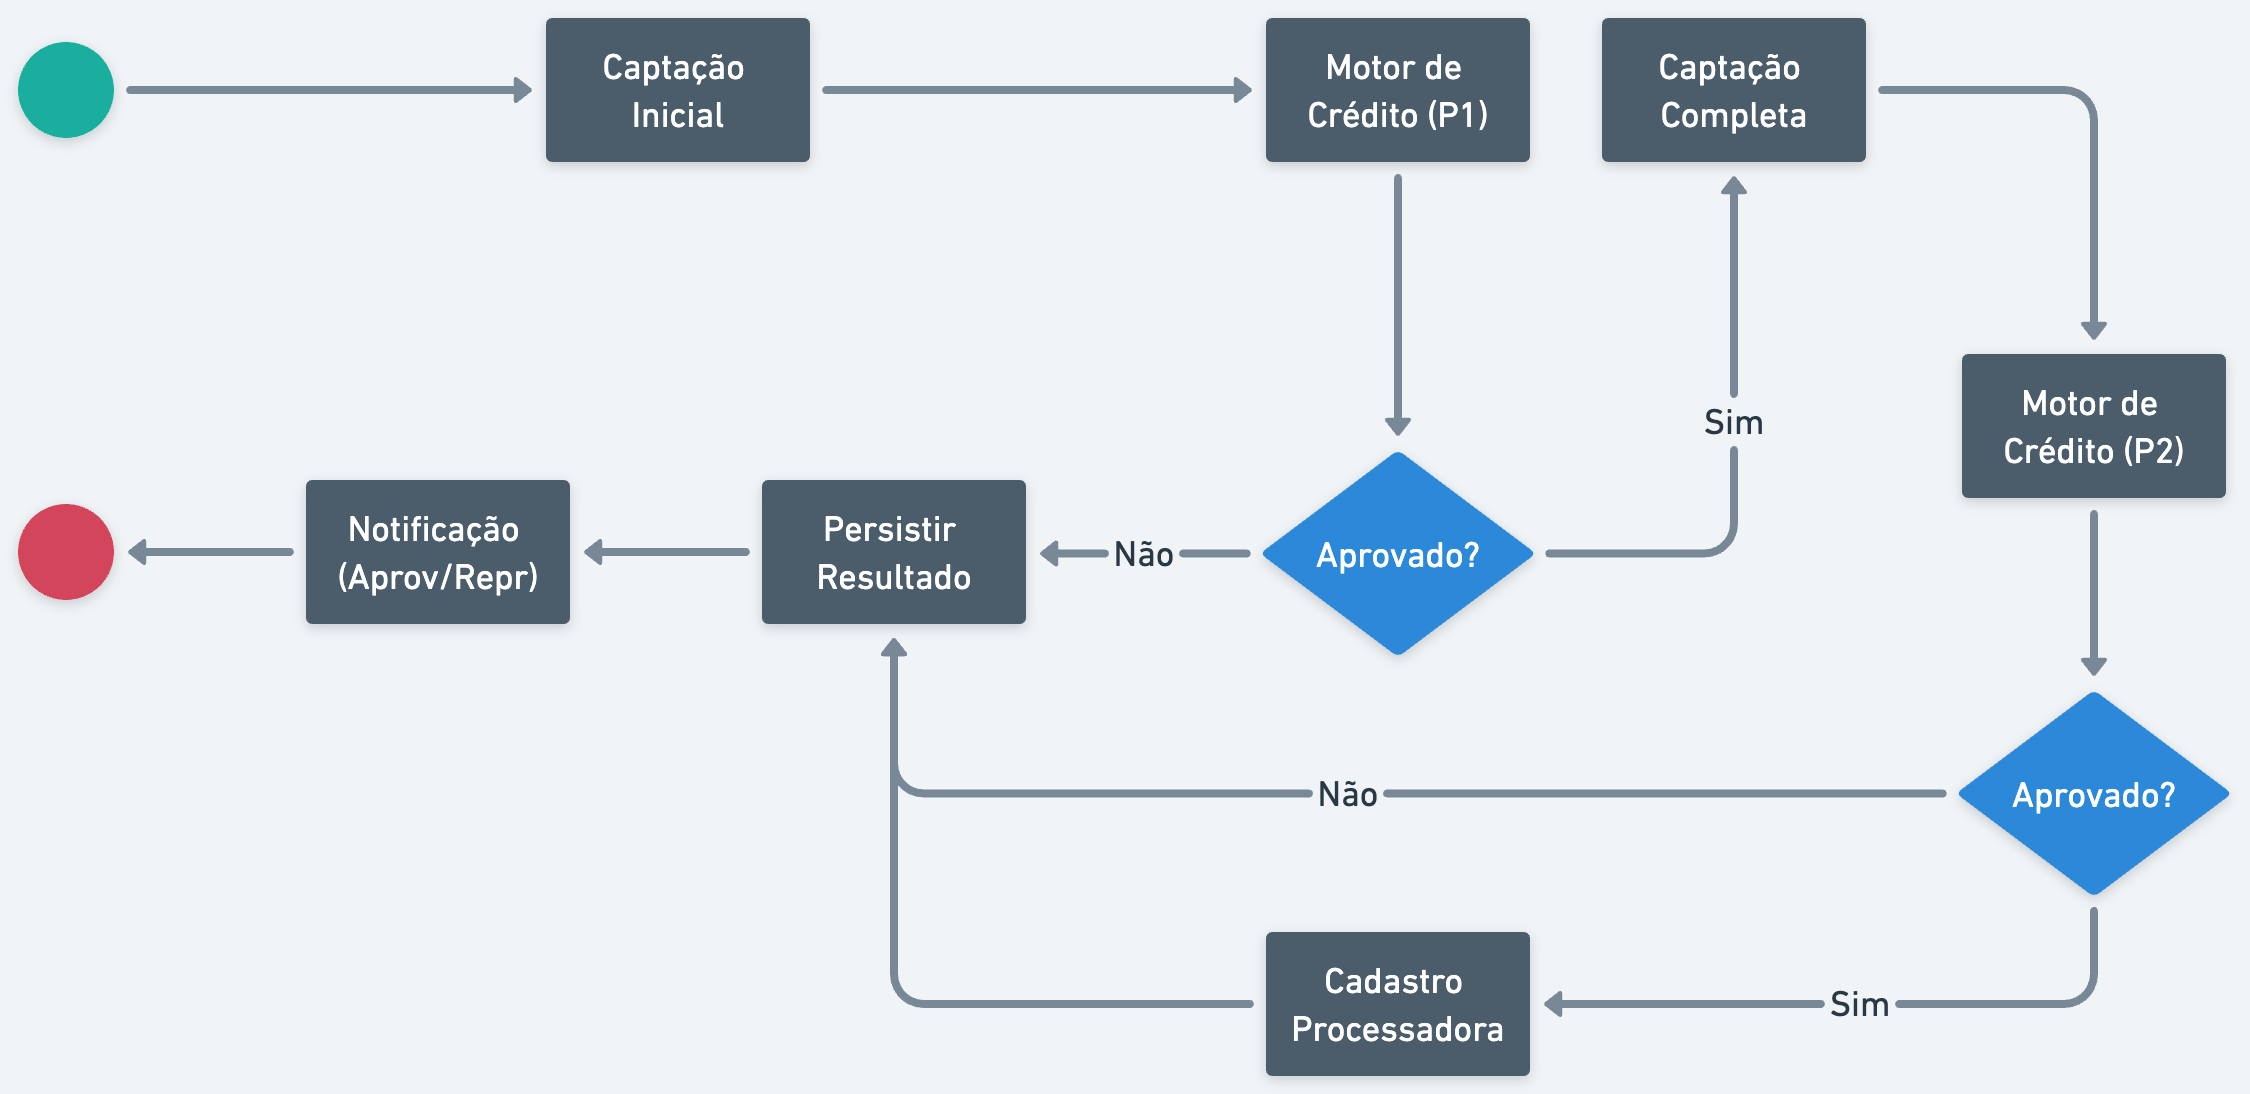 Captação
Inicial
Motor de
Crédito (P1)
Captação
Completa
Sim
Motor de
Crédito (P2)
Notificação
(Aprov/Repr)
Persistir
Resultado
Não
Aprovado?
Não
Aprovado?
Cadastro
Processadora
Sim